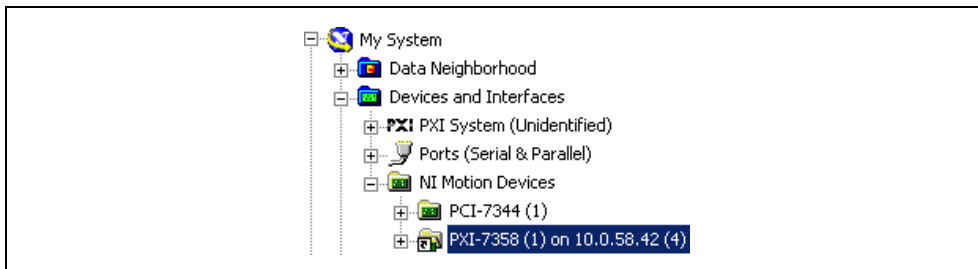 My System
Data Neighborhood
Devices and Interfaces
PXI PXI System (Unidentified)
Ports (Serial & Parallel)
NI Motion Devices
PCI-7344 (1)
PXI-7358 (1) on 10.0.58.42 (4)